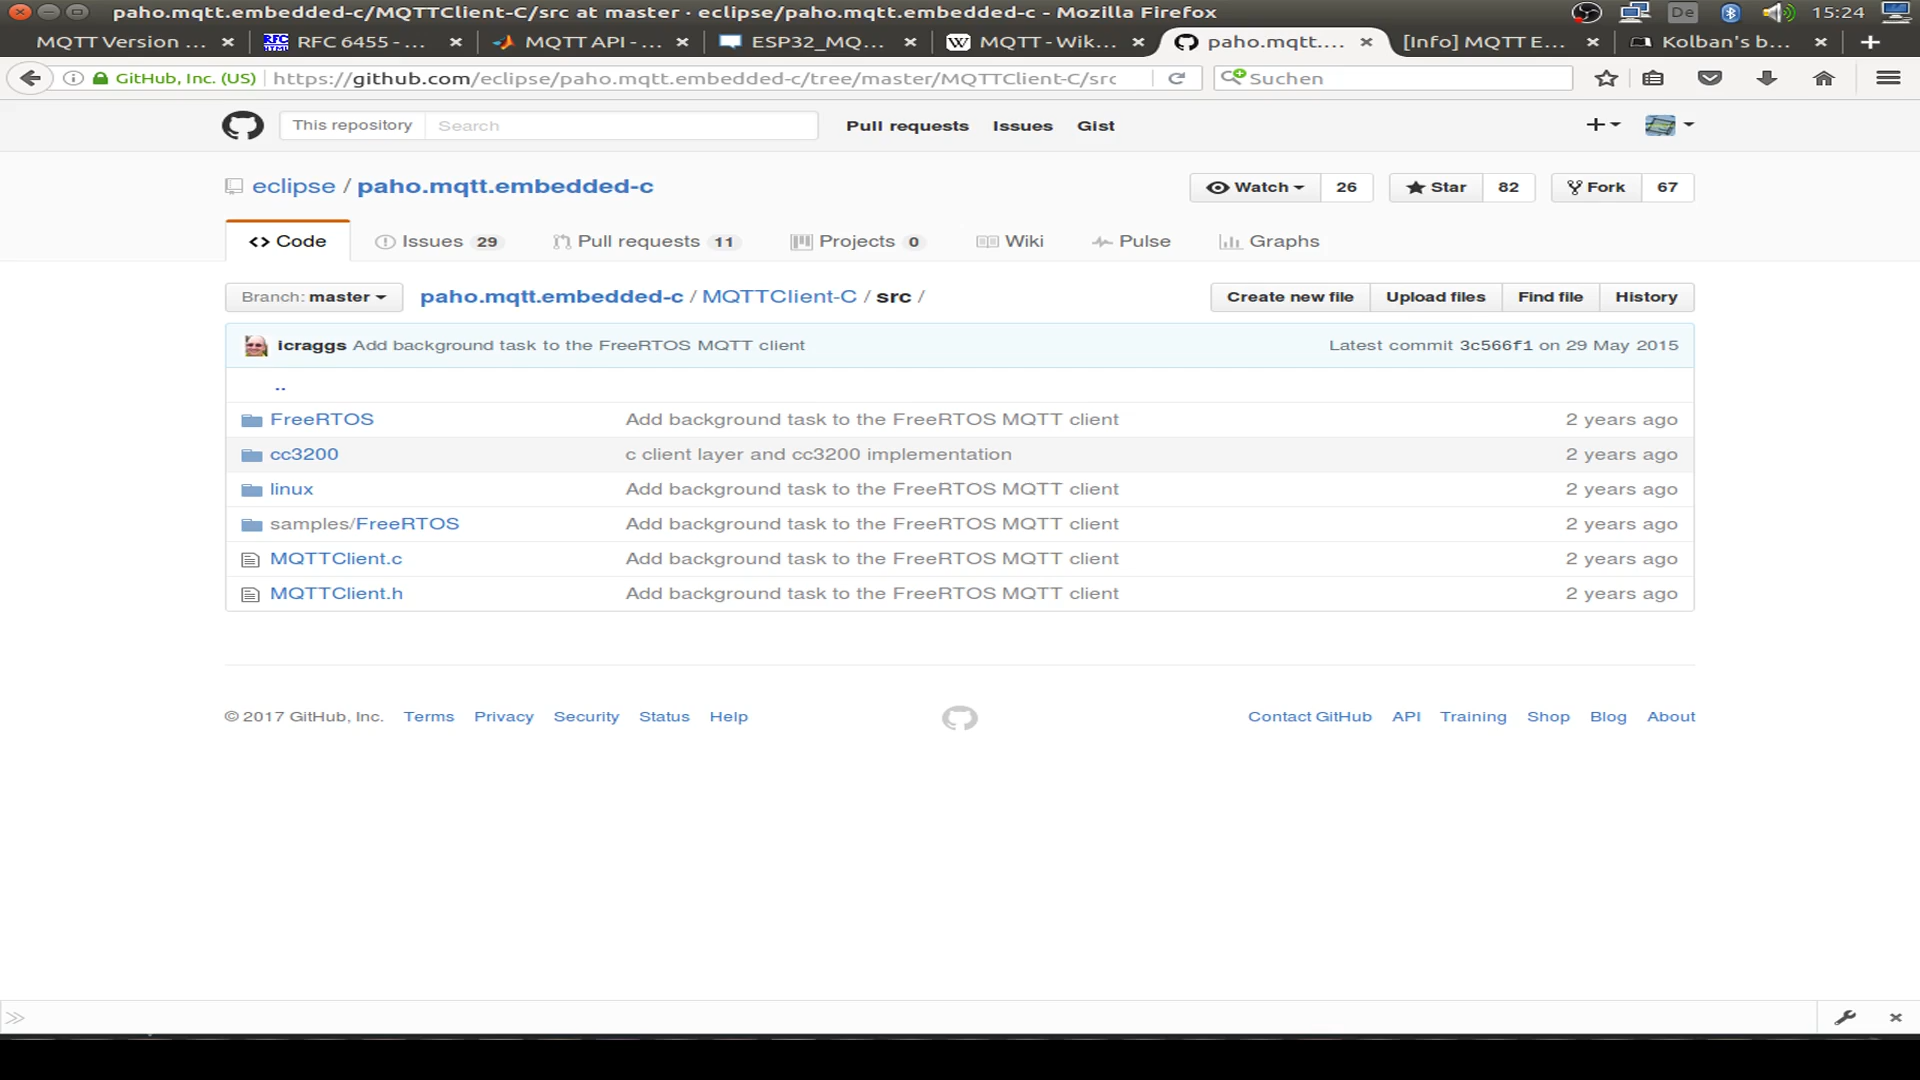 paho.mqtt.embedded-c/MQTTClient-C/src at master · eclipse/paho.mqtt.embedded-c - Mozilla Firefox De 15:24
MQTT Version ... × RFC 6455 - ... × MQTT API - ... × ESP32_MQ... × MQTT - Wik... × paho.mqtt.... × [Info] MQTT E... × Kolban's b... ×
GitHub, Inc. (US) https://github.com/eclipse/paho.mqtt.embedded-c/tree/master/MQTTClient-C/src Suchen
This repository Search Pull requests Issues Gist
eclipse / paho.mqtt.embedded-c Watch 26 Star 82 Fork 67
<> Code Issues 29 Pull requests 11 Projects 0 Wiki Pulse Graphs
Branch: master paho.mqtt.embedded-c / MQTTClient-C / src / Create new file Upload files Find file History
icraggs Add background task to the FreeRTOS MQTT client Latest commit 3c566f1 on 29 May 2015
..
FreeRTOS Add background task to the FreeRTOS MQTT client 2 years ago
cc3200 c client layer and cc3200 implementation 2 years ago
linux Add background task to the FreeRTOS MQTT client 2 years ago
samples/FreeRTOS Add background task to the FreeRTOS MQTT client 2 years ago
MQTTClient.c Add background task to the FreeRTOS MQTT client 2 years ago
MQTTClient.h Add background task to the FreeRTOS MQTT client 2 years ago
© 2017 GitHub, Inc. Terms Privacy Security Status Help Contact GitHub API Training Shop Blog About